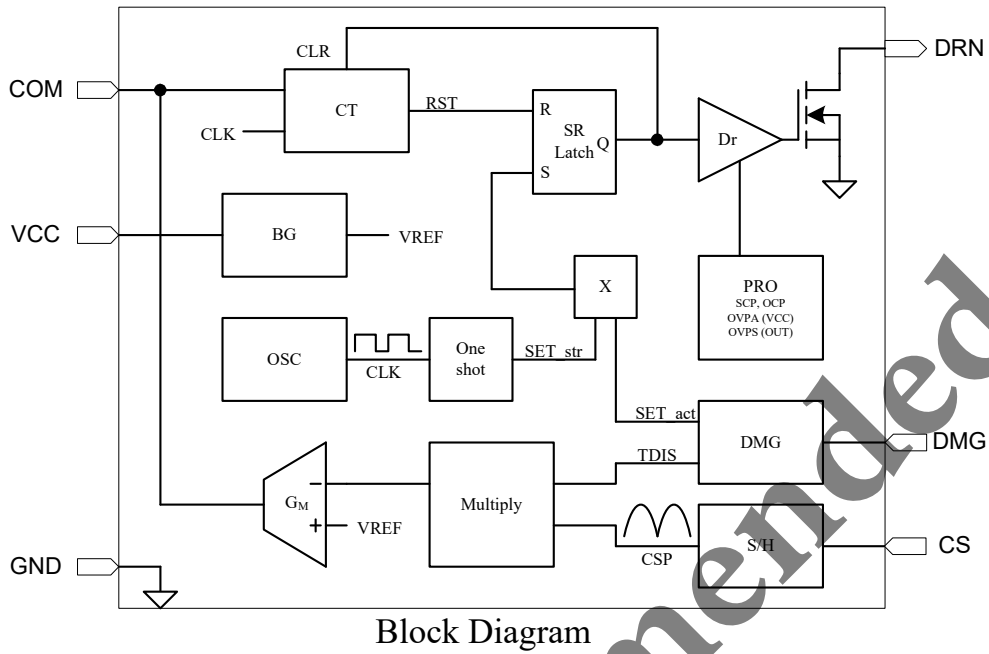 COM
VCC
GND
DRN
DMG
CS
CLR
CT
CLK
RST
R
S
SR
Latch
Q
Dr
BG
VREF
X
PRO
SCP, OCP
OVPA (VCC)
OVPS (OUT)
OSC
CLK
One
shot
SET_str
SET_act
DMG
TDIS
GM
VREF
Multiply
CSP
S/H
Block Diagram
mmended